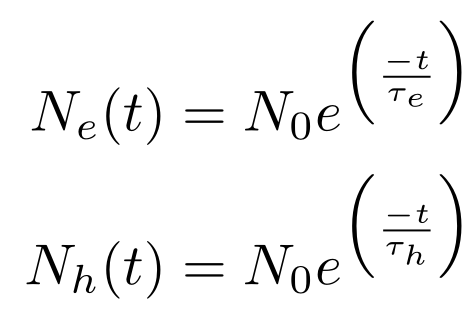 N_e(t) = N_0 e^{\left(\frac{-t}{\tau_e}\right)}
N_h(t) = N_0 e^{\left(\frac{-t}{\tau_h}\right)}